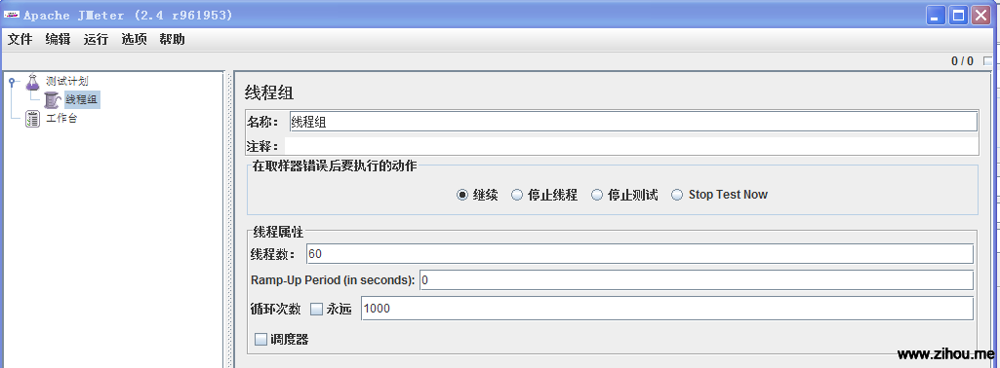 Apache JMeter (2.4 r961953)
文件 编辑 运行 选项 帮助
0 / 0
测试计划
线程组
工作台
线程组
名称： 线程组
注释：
在取样器错误后要执行的动作
继续 停止线程 停止测试 Stop Test Now
线程属性
线程数： 60
Ramp-Up Period (in seconds): 0
循环次数 永远 1000
调度器
www.zihou.me